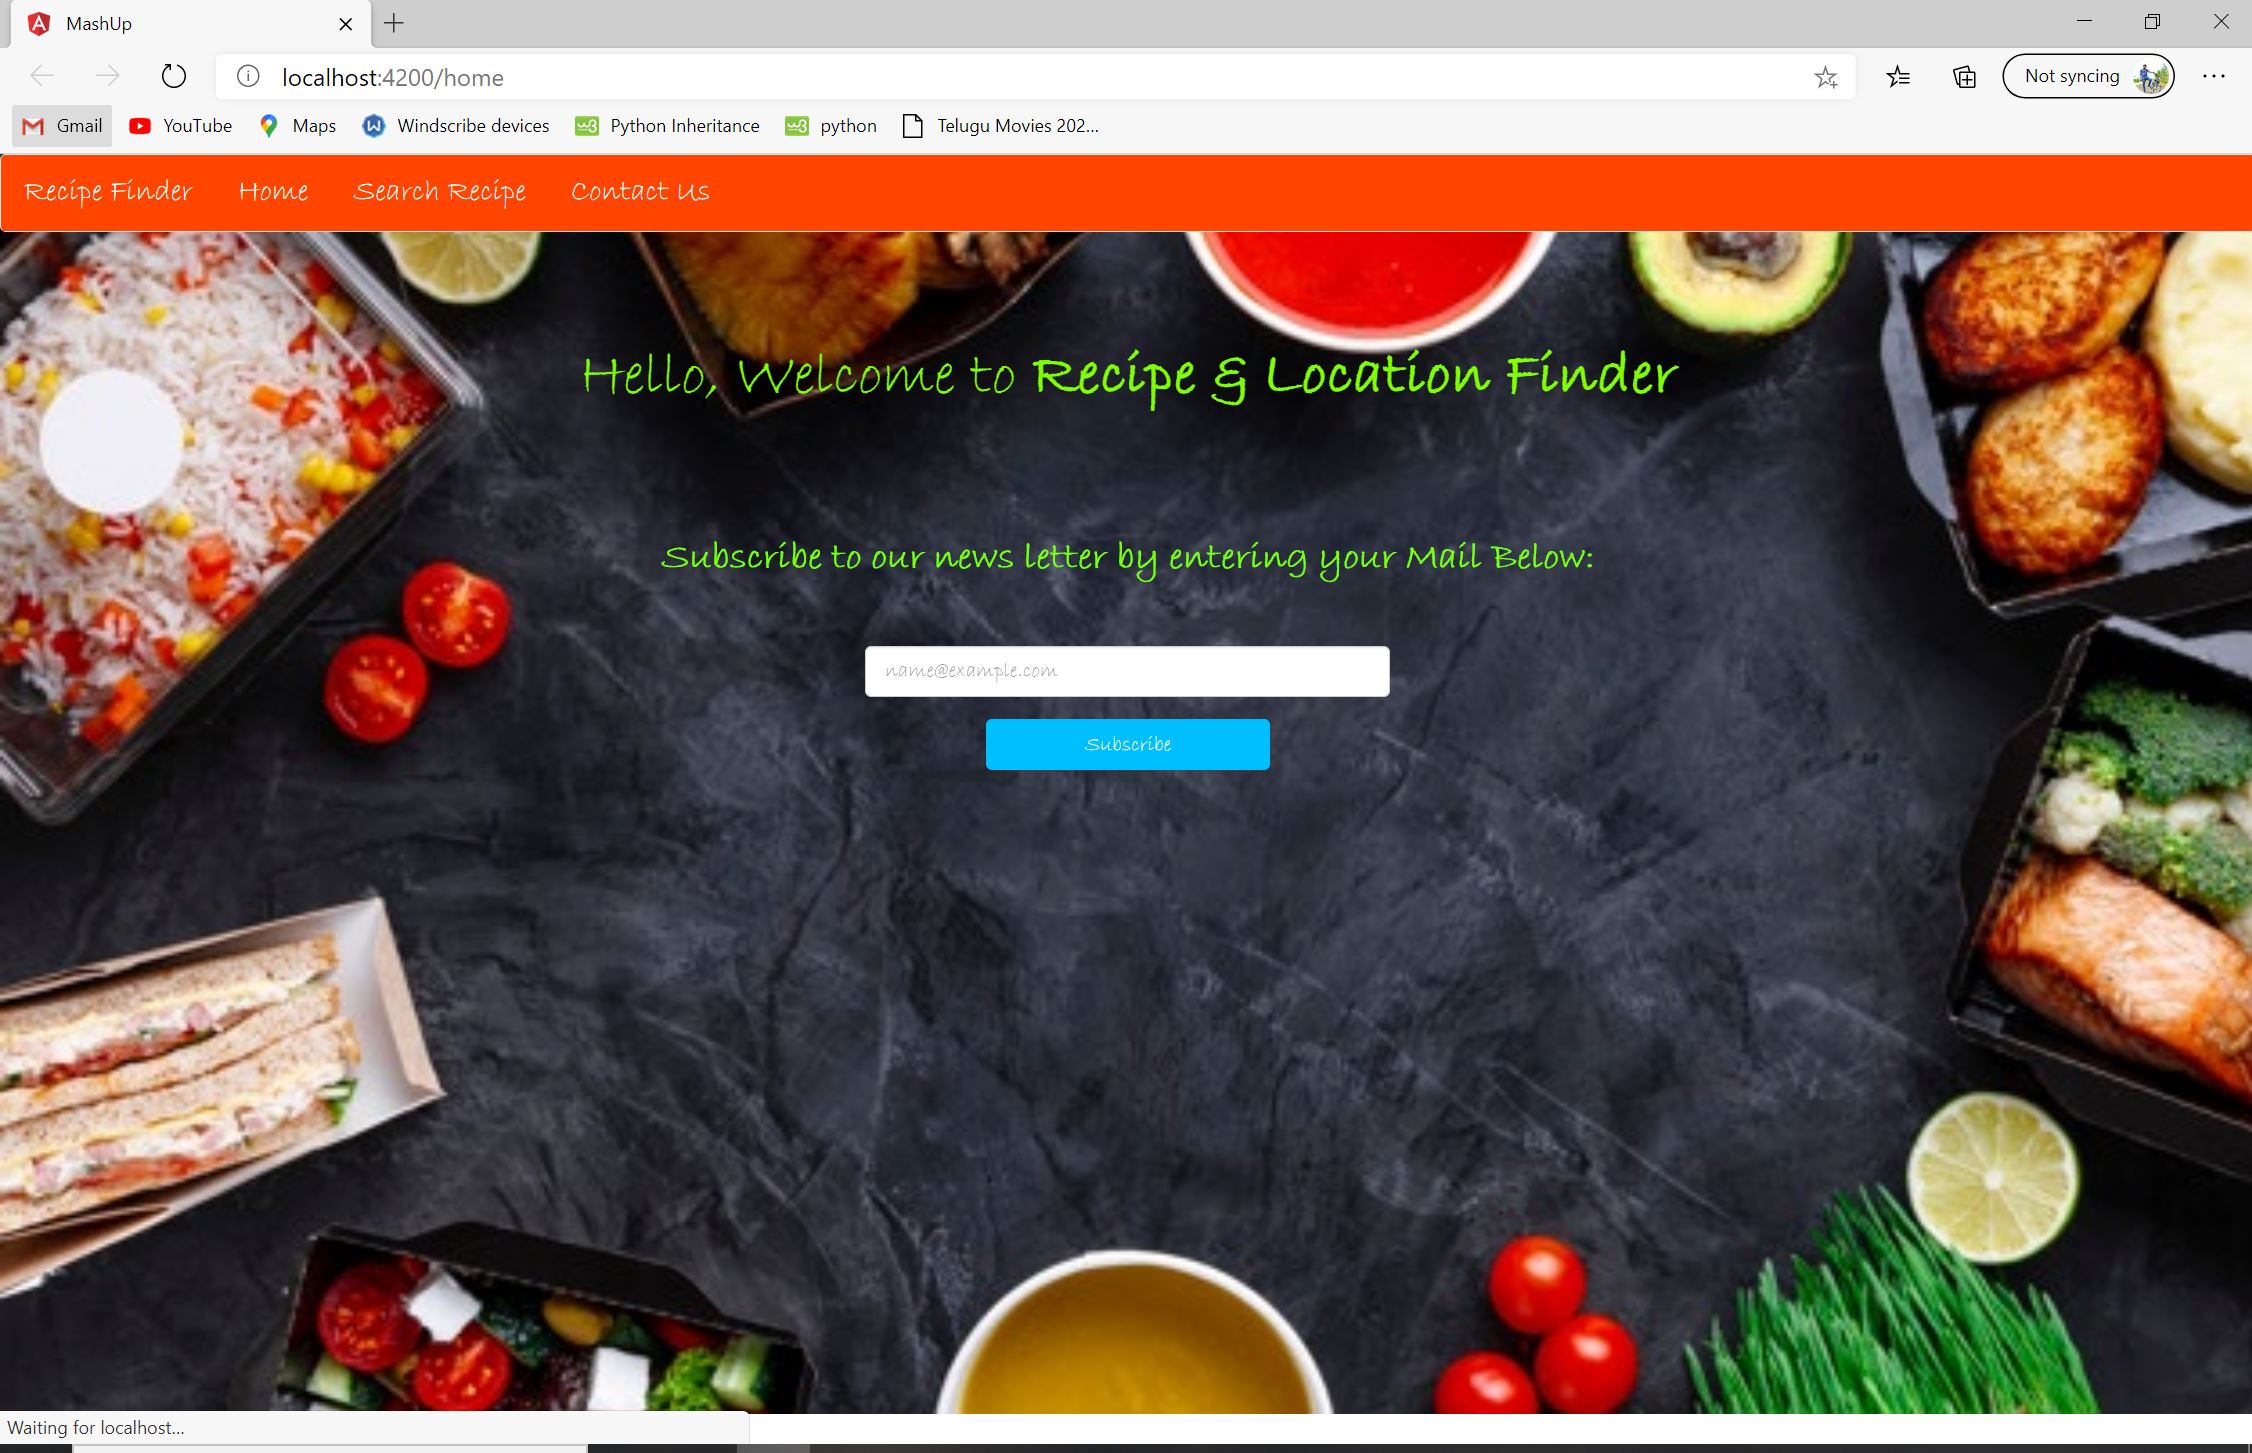 MashUp
localhost:4200/home
Not syncing
Gmail YouTube Maps Windscribe devices Python Inheritance python Telugu Movies 202...
Recipe Finder Home Search Recipe Contact Us
Hello, Welcome to Recipe & Location Finder
Subscribe to our news letter by entering your Mail Below:
name@example.com
Subscribe
Waiting for localhost...